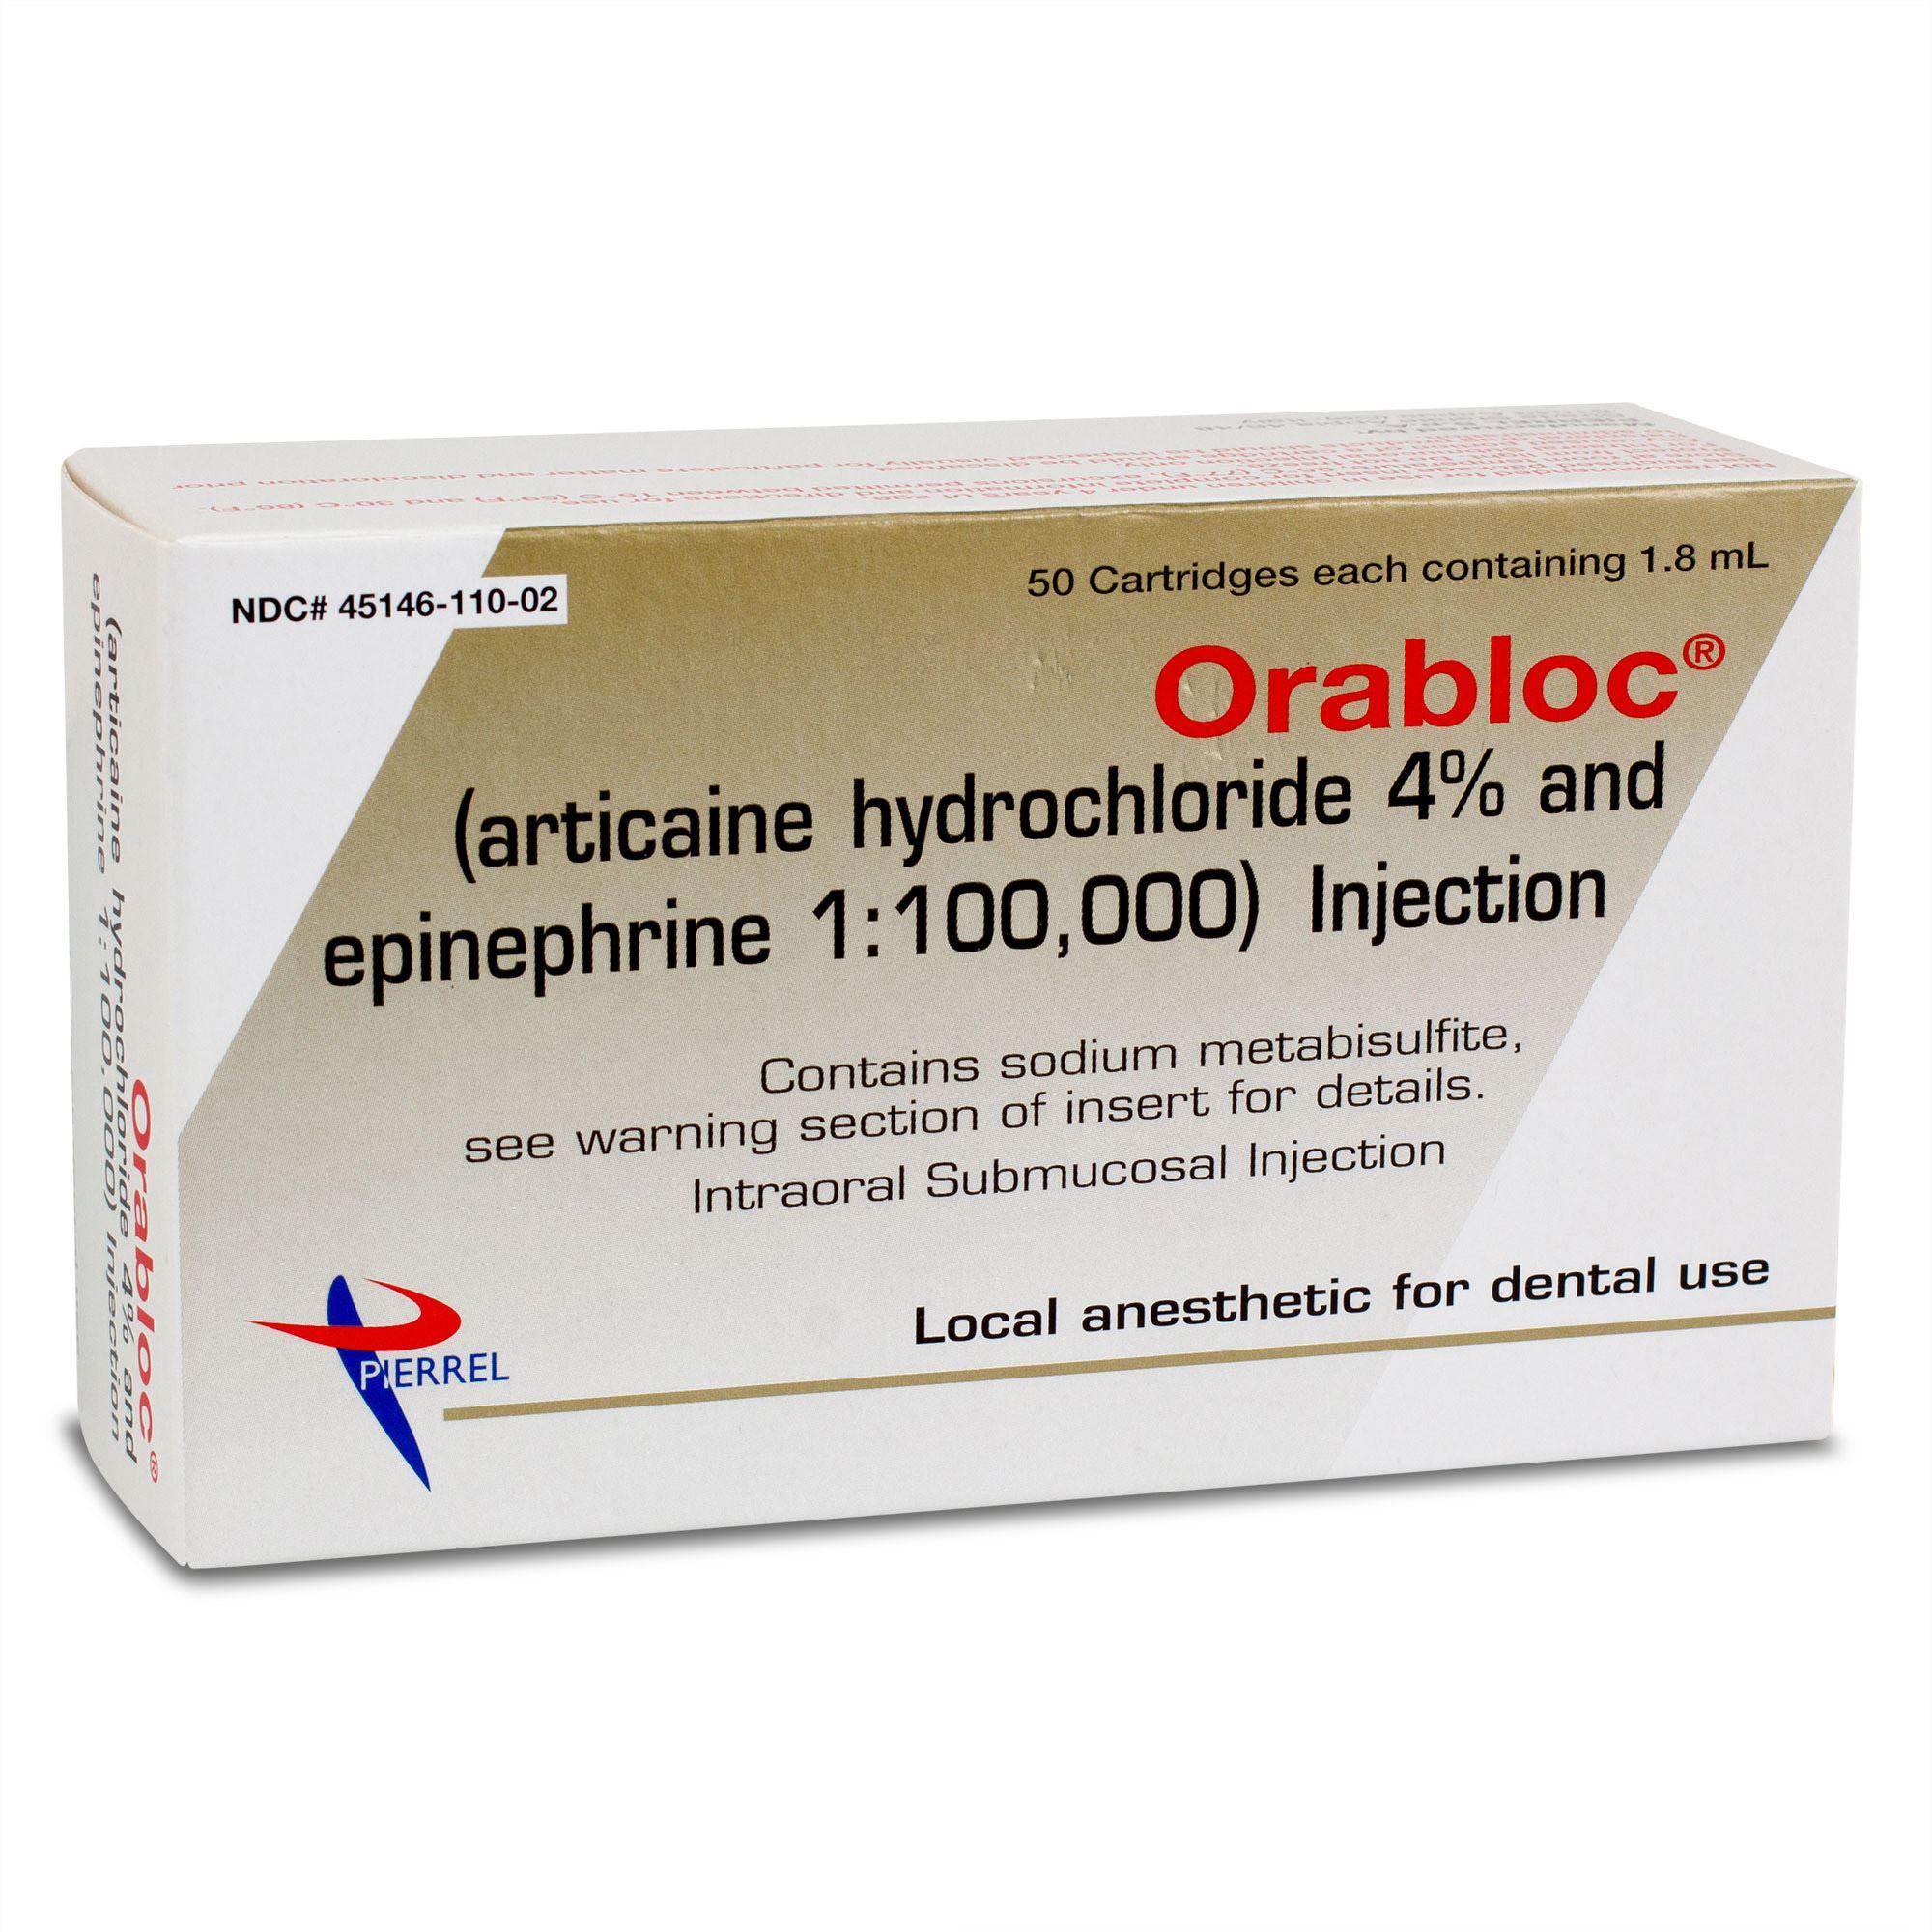 NDC# 45146-110-02
50 Cartridges each containing 1.8 mL
Orabloc®
(articaine hydrochloride 4% and
epinephrine 1:100,000) Injection
Contains sodium metabisulfite,
see warning section of insert for details.
Intraoral Submucosal Injection
Local anesthetic for dental use
PIERREL
Orabloc®
(articaine hydrochloride 4% and
epinephrine 1:100,000) Injection